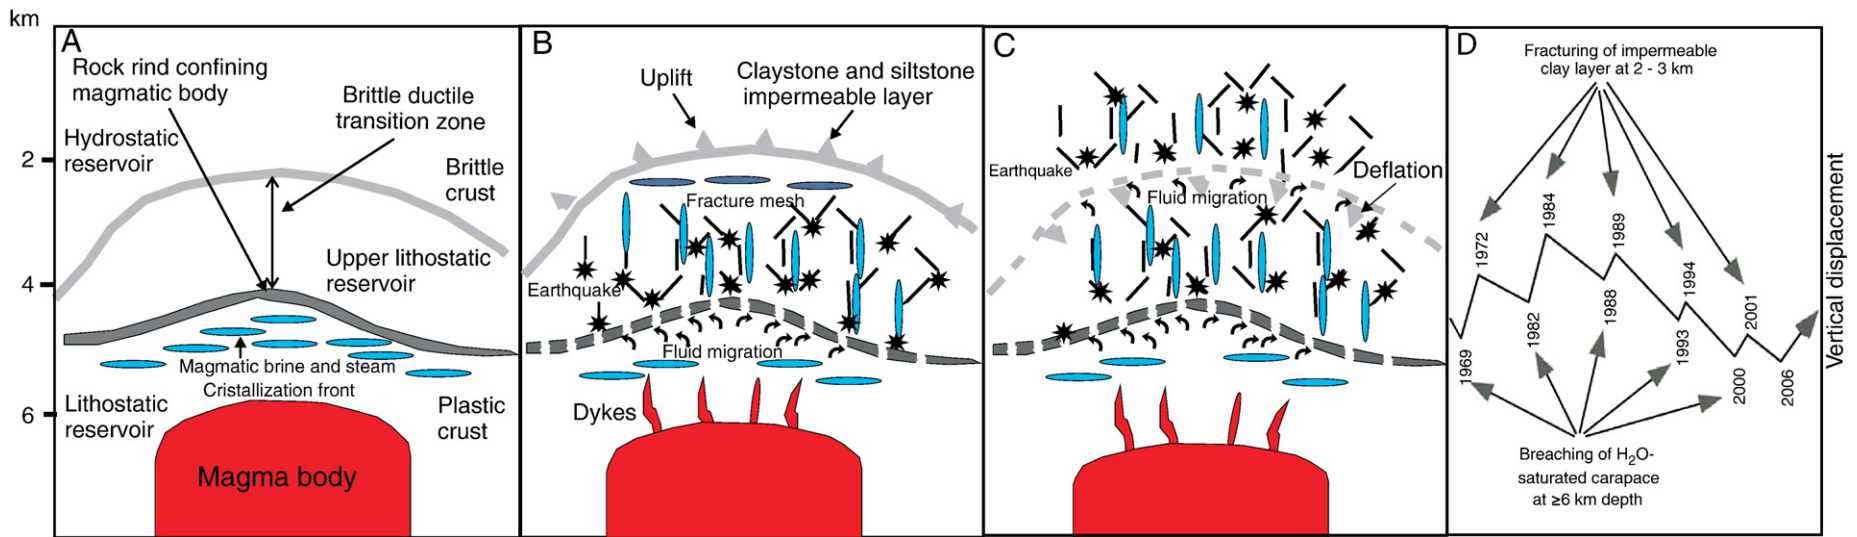 km
2
4
6
A
Rock rind confining
magmatic body
Brittle ductile
transition zone
Hydrostatic
reservoir
Brittle
crust
Upper lithostatic
reservoir
Magmatic brine and steam
Cristallization front
Lithostatic
reservoir
Plastic
crust
Magma body
B
Uplift
Claystone and siltstone
impermeable layer
Fracture mesh
Earthquake
Fluid migration
Dykes
C
Earthquake
Deflation
Fluid migration
D
Fracturing of impermeable
clay layer at 2 - 3 km
1969
1972
1982
1984
1988
1989
1993
1994
2000
2001
2006
Breaching of H2O-
saturated carapace
at ≥6 km depth
Vertical displacement